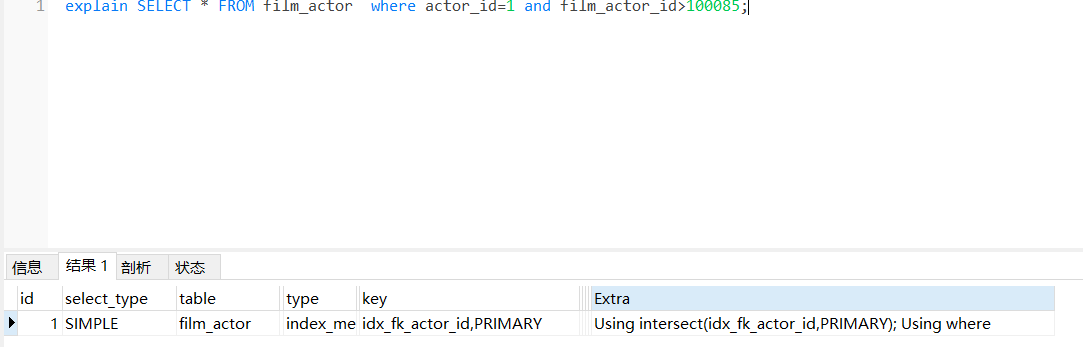 1 explain SELECT * FROM film_actor  where actor_id=1 and film_actor_id>100085;
信息 结果 1 剖析 状态
id select_type table type key Extra
1 SIMPLE film_actor index_me idx_fk_actor_id,PRIMARY Using intersect(idx_fk_actor_id,PRIMARY); Using where